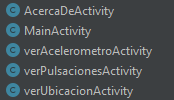 C AcercaDeActivity
C MainActivity
C verAcelerometroActivity
C verPulsacionesActivity
C verUbicacionActivity